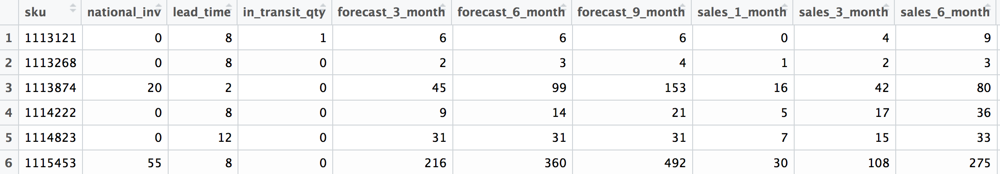 sku national_inv lead_time in_transit_qty forecast_3_month forecast_6_month forecast_9_month sales_1_month sales_3_month sales_6_month
1 1113121 0 8 1 6 6 6 0 4 9
2 1113268 0 8 0 2 3 4 1 2 3
3 1113874 20 2 0 45 99 153 16 42 80
4 1114222 0 8 0 9 14 21 5 17 36
5 1114823 0 12 0 31 31 31 7 15 33
6 1115453 55 8 0 216 360 492 30 108 275